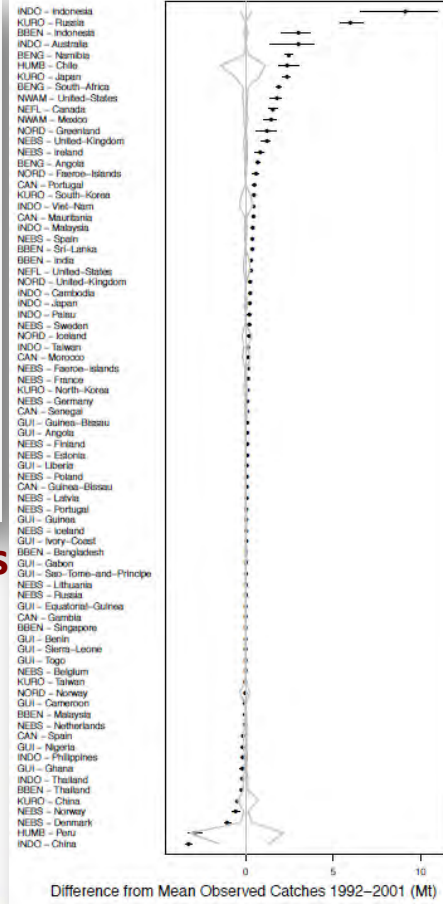 INDO – Indonesia
KURO – Russia
BBEN – Indonesia
INDO – Australia
BENG – Namibia
HUMB – Chile
KURO – Japan
BENG – South–Africa
NWAM – United–States
NEFL – Canada
NWAM – Mexico
NORD – Greenland
NEBS – United–Kingdom
NEBS – Ireland
BENG – Angola
NORD – Faeroe–Islands
CAN – Portugal
KURO – South–Korea
INDO – Viet–Nam
CAN – Mauritania
INDO – Malaysia
NEBS – Spain
BBEN – Sri–Lanka
BBEN – India
NEFL – United–States
NORD – United–Kingdom
INDO – Cambodia
INDO – Japan
INDO – Palau
NEBS – Sweden
NORD – Iceland
INDO – Taiwan
CAN – Morocco
NEBS – Faeroe–Islands
NEBS – France
KURO – North–Korea
NEBS – Germany
CAN – Senegal
GUI – Guinea–Bissau
GUI – Angola
NEBS – Finland
NEBS – Estonia
GUI – Liberia
NEBS – Poland
CAN – Guinea–Bissau
NEBS – Latvia
NEBS – Portugal
GUI – Guinea
NEBS – Iceland
GUI – Ivory–Coast
BBEN – Bangladesh
s
GUI – Gabon
GUI – Sao–Tome–and–Principe
NEBS – Lithuania
NEBS – Russia
GUI – Equatorial–Guinea
CAN – Gambia
BBEN – Singapore
GUI – Benin
GUI – Sierra–Leone
GUI – Togo
NEBS – Belgium
KURO – Taiwan
NORD – Norway
GUI – Cameroon
BBEN – Malaysia
NEBS – Netherlands
CAN – Spain
GUI – Nigeria
INDO – Philippines
GUI – Ghana
INDO – Thailand
BBEN – Thailand
KURO – China
NEBS – Norway
NEBS – Denmark
HUMB – Peru
INDO – China
0 5 10
Difference from Mean Observed Catches 1992–2001 (Mt)